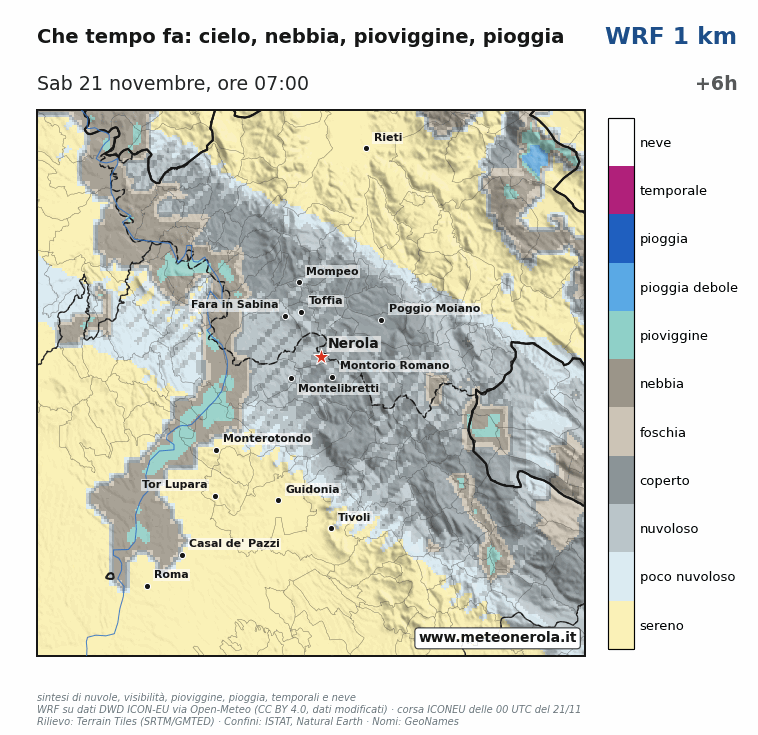 Che tempo fa: cielo, nebbia, pioviggine, pioggia
WRF 1 km
Sab 21 novembre, ore 07:00
+6h
Rieti
Mompeo
Toffia
Fara in Sabina
Poggio Moiano
Nerola
Montorio Romano
Montelibretti
Monterotondo
Tor Lupara
Guidonia
Tivoli
Casal de' Pazzi
Roma
www.meteonerola.it
neve
temporale
pioggia
pioggia debole
pioviggine
nebbia
foschia
coperto
nuvoloso
poco nuvoloso
sereno
sintesi di nuvole, visibilità, pioviggine, pioggia, temporali e neve
WRF su dati DWD ICON-EU via Open-Meteo (CC BY 4.0, dati modificati) · corsa ICONEU delle 00 UTC del 21/11
Rilievo: Terrain Tiles (SRTM/GMTED) · Confini: ISTAT, Natural Earth · Nomi: GeoNames